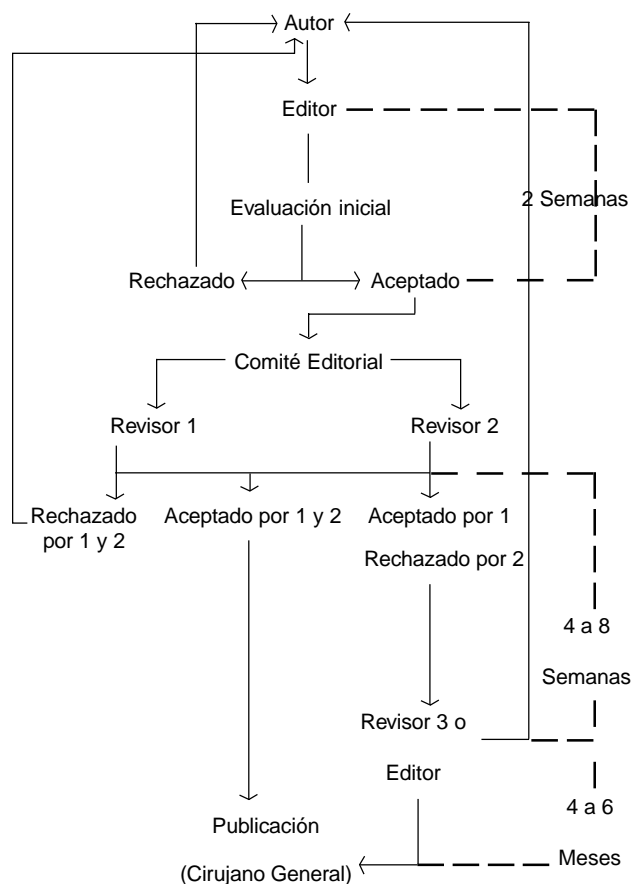 Autor
Editor
2 Semanas
Evaluación inicial
Rechazado
Aceptado
Comité Editorial
Revisor 1
Revisor 2
Rechazado
por 1 y 2
Aceptado por 1 y 2
Aceptado por 1
Rechazado por 2
4 a 8
Semanas
Revisor 3 o
Editor
4 a 6
Meses
Publicación
(Cirujano General)